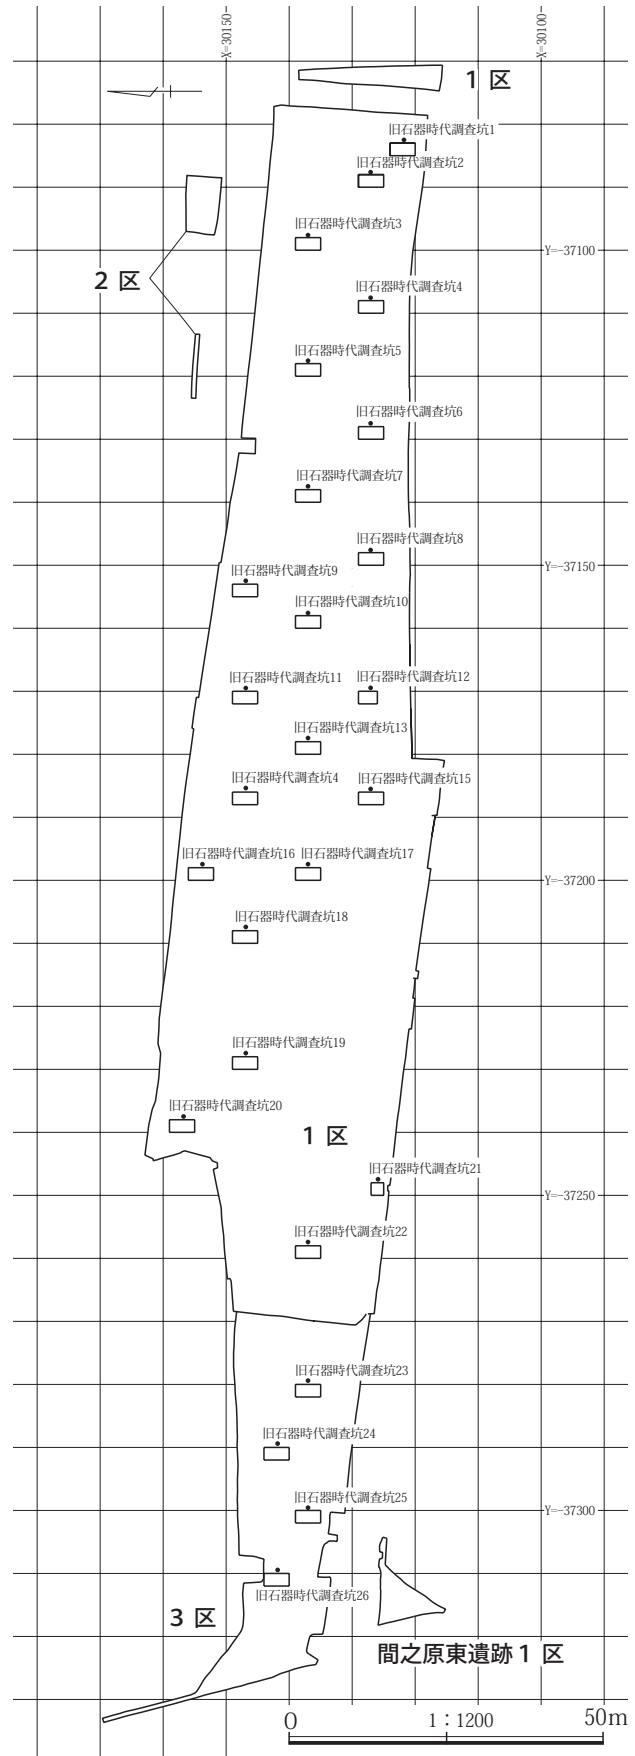 X=30150
X=30100
1 区
旧石器時代調査坑1
旧石器時代調査坑2
旧石器時代調査坑3
Y=-37100
2 区
旧石器時代調査坑4
旧石器時代調査坑5
旧石器時代調査坑6
旧石器時代調査坑7
旧石器時代調査坑8
Y=-37150
旧石器時代調査坑9
旧石器時代調査坑10
旧石器時代調査坑11
旧石器時代調査坑12
旧石器時代調査坑13
旧石器時代調査坑4
旧石器時代調査坑15
旧石器時代調査坑16
旧石器時代調査坑17
Y=-37200
旧石器時代調査坑18
旧石器時代調査坑19
旧石器時代調査坑20
1 区
旧石器時代調査坑21
Y=-37250
旧石器時代調査坑22
旧石器時代調査坑23
旧石器時代調査坑24
旧石器時代調査坑25
Y=-37300
旧石器時代調査坑26
3 区
間之原東遺跡 1 区
0
1：1200
50m